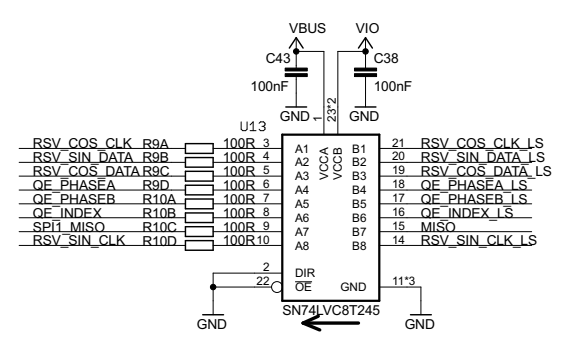 VBUS VIO
C43 C38
100nF 100nF
GND GND
1 23*2
U13
RSV_COS_CLK R9A 100R 3 A1 VCCA VCCB B1 21 RSV_COS_CLK_LS
RSV_SIN_DATA R9B 100R 4 A2 B2 20 RSV_SIN_DATA_LS
RSV_COS_DATA R9C 100R 5 A3 B3 19 RSV_COS_DATA_LS
QE_PHASEA R9D 100R 6 A4 B4 18 QE_PHASEA_LS
QE_PHASEB R10A 100R 7 A5 B5 17 QE_PHASEB_LS
QE_INDEX R10B 100R 8 A6 B6 16 QE_INDEX_LS
SPI1_MISO R10C 100R 9 A7 B7 15 MISO
RSV_SIN_CLK R10D 100R 10 A8 B8 14 RSV_SIN_CLK_LS
2 DIR
22 OE GND 11*3
SN74LVC8T245
GND GND